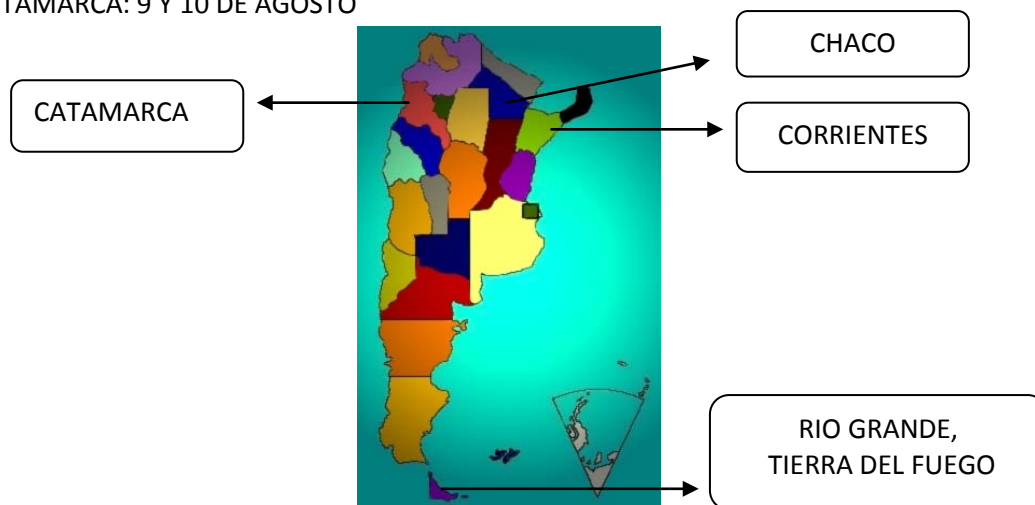 TAMARCA: 9 Y 10 DE AGOSTO
CHACO
CATAMARCA
CORRIENTES
RIO GRANDE,
TIERRA DEL FUEGO